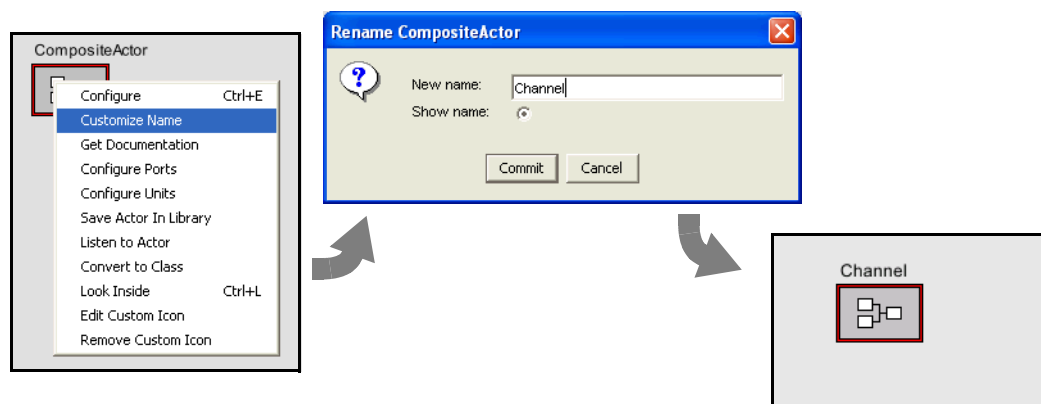 CompositeActor
Configure Ctrl+E
Customize Name
Get Documentation
Configure Ports
Configure Units
Save Actor In Library
Listen to Actor
Convert to Class
Look Inside Ctrl+L
Edit Custom Icon
Remove Custom Icon
Rename CompositeActor
New name: Channel
Show name:
Commit Cancel
Channel